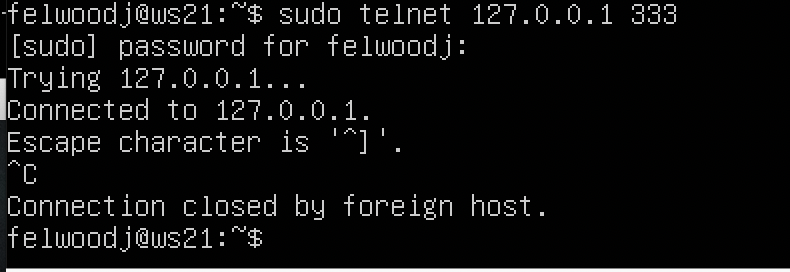 felwoodj@ws21:~$ sudo telnet 127.0.0.1 333
[sudo] password for felwoodj:
Trying 127.0.0.1...
Connected to 127.0.0.1.
Escape character is '^]'.
^C
Connection closed by foreign host.
felwoodj@ws21:~$